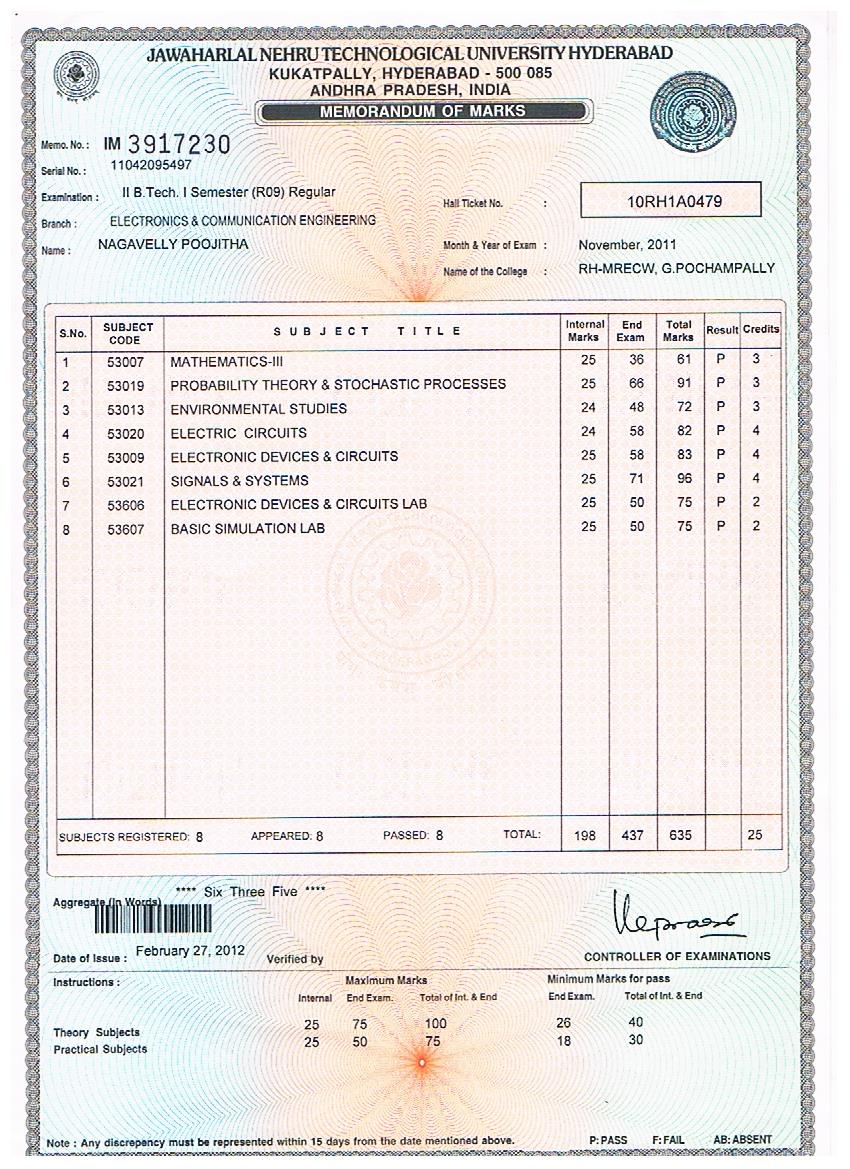 JAWAHARLAL NEHRU TECHNOLOGICAL UNIVERSITY HYDERABAD
KUKATPALLY, HYDERABAD - 500 085
ANDHRA PRADESH, INDIA
MEMORANDUM OF MARKS
Memo. No. : IM 3917230
Serial No. : 11042095497
Examination : II B.Tech. I Semester (R09) Regular
Hall Ticket No. : 10RH1A0479
Branch : ELECTRONICS & COMMUNICATION ENGINEERING
Name : NAGAVELLY POOJITHA
Month & Year of Exam : November, 2011
Name of the College : RH-MRECW, G.POCHAMPALLY
S.No. SUBJECT CODE SUBJECT TITLE Internal Marks End Exam Total Marks Result Credits
1 53007 MATHEMATICS-III 25 36 61 P 3
2 53019 PROBABILITY THEORY & STOCHASTIC PROCESSES 25 66 91 P 3
3 53013 ENVIRONMENTAL STUDIES 24 48 72 P 3
4 53020 ELECTRIC CIRCUITS 24 58 82 P 4
5 53009 ELECTRONIC DEVICES & CIRCUITS 25 58 83 P 4
6 53021 SIGNALS & SYSTEMS 25 71 96 P 4
7 53606 ELECTRONIC DEVICES & CIRCUITS LAB 25 50 75 P 2
8 53607 BASIC SIMULATION LAB 25 50 75 P 2
SUBJECTS REGISTERED: 8 APPEARED: 8 PASSED: 8 TOTAL: 198 437 635 25
Aggregate (In Words) **** Six Three Five ****
Date of Issue : February 27, 2012 Verified by CONTROLLER OF EXAMINATIONS
Instructions : Maximum Marks Minimum Marks for pass
Internal End Exam. Total of Int. & End End Exam. Total of Int. & End
Theory Subjects 25 75 100 26 40
Practical Subjects 25 50 75 18 30
Note : Any discrepancy must be represented within 15 days from the date mentioned above. P: PASS F: FAIL AB: ABSENT